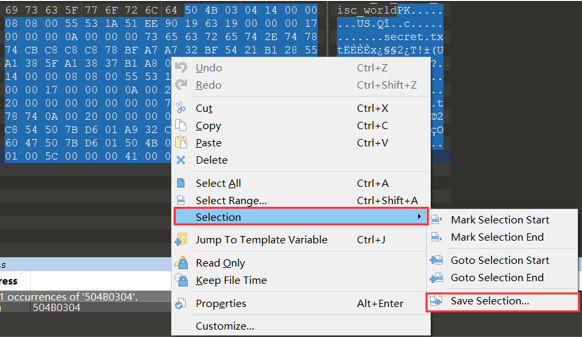 69 73 63 5F 77 6F 72 6C 64 50 4B 03 04 14 00 00 isc_worldPK.....
08 08 00 55 53 1A 51 EE 90 19 63 19 00 00 00 17
00 00 00 0A 00 00 00 73 65 63 72 65 74 2E 74 78 .......secret.tx
74 CB C8 C8 C8 78 BF A7 A7 32 BF 54 21 B1 28 55
A1 38 5F A1 38 37 B1 A8
14 00 00 08 08 00 55 53
00 00 17 00 00 00 0A 00
20 00 00 00 00 00 00 00
78 74 0A 00 20 00 00 00
C8 54 50 7B D6 01 A9 32
60 47 50 7B D6 01 50 4B
01 00 5C 00 00 00 41 00
Undo Ctrl+Z
Redo Ctrl+Shift+Z
Cut Ctrl+X
Copy Ctrl+C
Paste Ctrl+V
Delete
Select All Ctrl+A
Select Range... Ctrl+Shift+A
Selection
Jump To Template Variable Ctrl+J
Read Only
Keep File Time
Properties Alt+Enter
Customize...
Mark Selection Start
Mark Selection End
Goto Selection Start
Goto Selection End
Save Selection...
ress
1 occurrences of '504B0304'.
504B0304